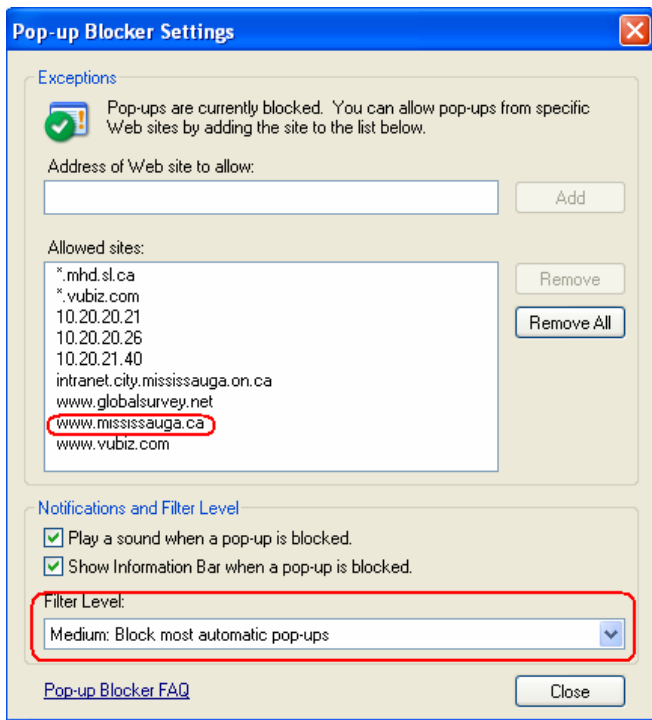 Pop-up Blocker Settings
Exceptions
Pop-ups are currently blocked. You can allow pop-ups from specific
Web sites by adding the site to the list below.
Address of Web site to allow:
Add
Allowed sites:
*.mhd.sl.ca
*.vubiz.com
10.20.20.21
10.20.20.26
10.20.21.40
intranet.city.mississauga.on.ca
www.globalsurvey.net
www.mississauga.ca
www.vubiz.com
Remove
Remove All
Notifications and Filter Level
Play a sound when a pop-up is blocked.
Show Information Bar when a pop-up is blocked.
Filter Level:
Medium: Block most automatic pop-ups
Pop-up Blocker FAQ
Close